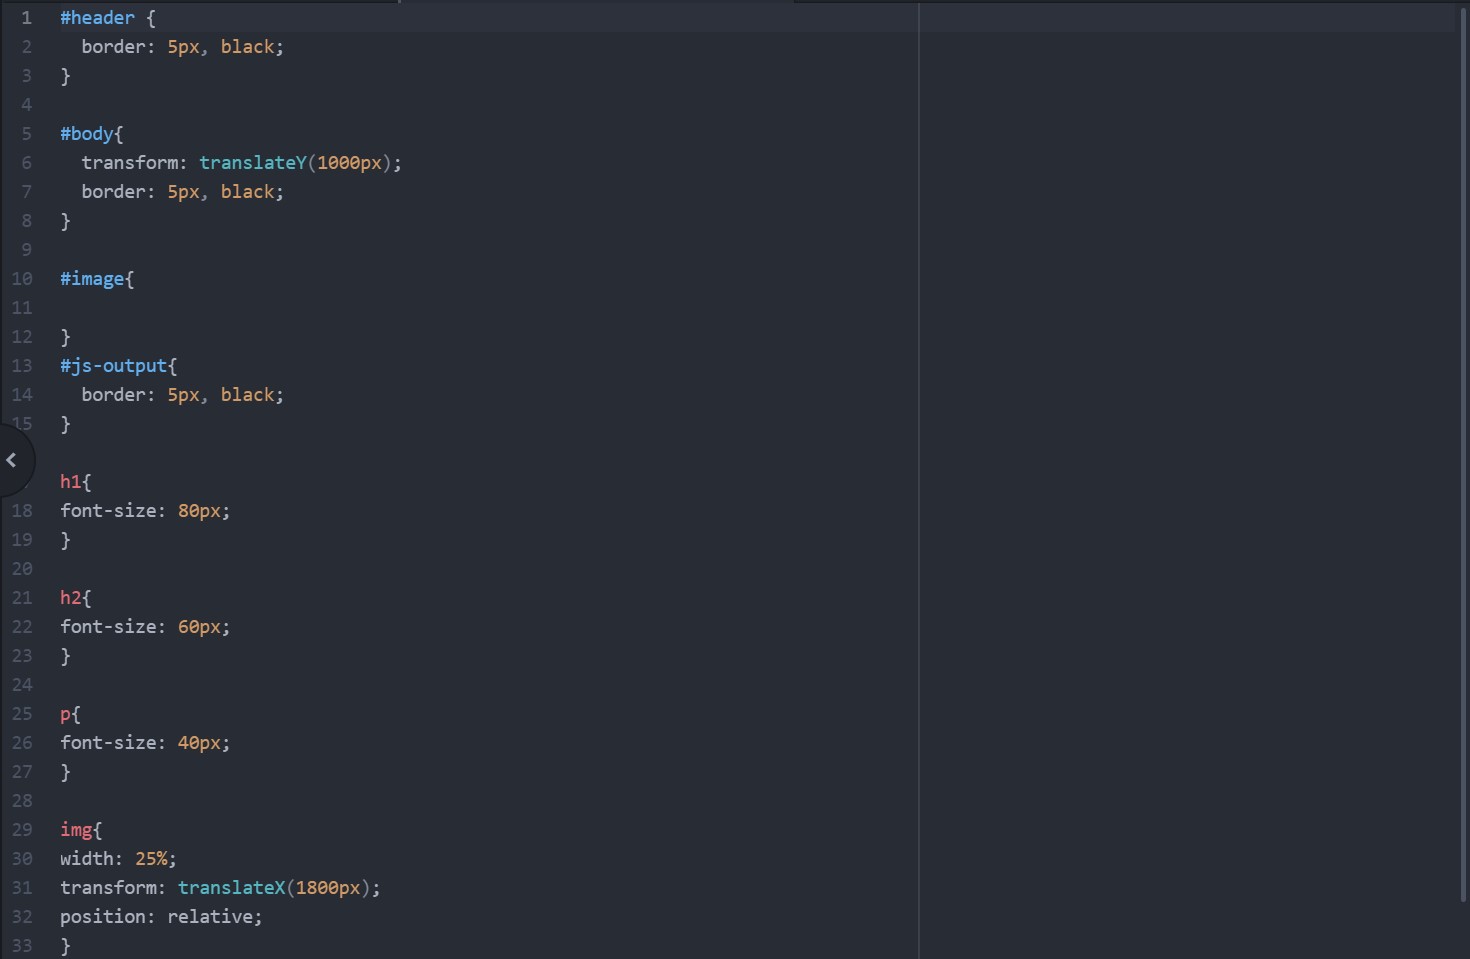 1 #header {
2 border: 5px, black;
3 }
4
5 #body{
6 transform: translateY(1000px);
7 border: 5px, black;
8 }
9
10 #image{
11
12 }
13 #js-output{
14 border: 5px, black;
15 }
h1{
18 font-size: 80px;
19 }
20
21 h2{
22 font-size: 60px;
23 }
24
25 p{
26 font-size: 40px;
27 }
28
29 img{
30 width: 25%;
31 transform: translateX(1800px);
32 position: relative;
33 }